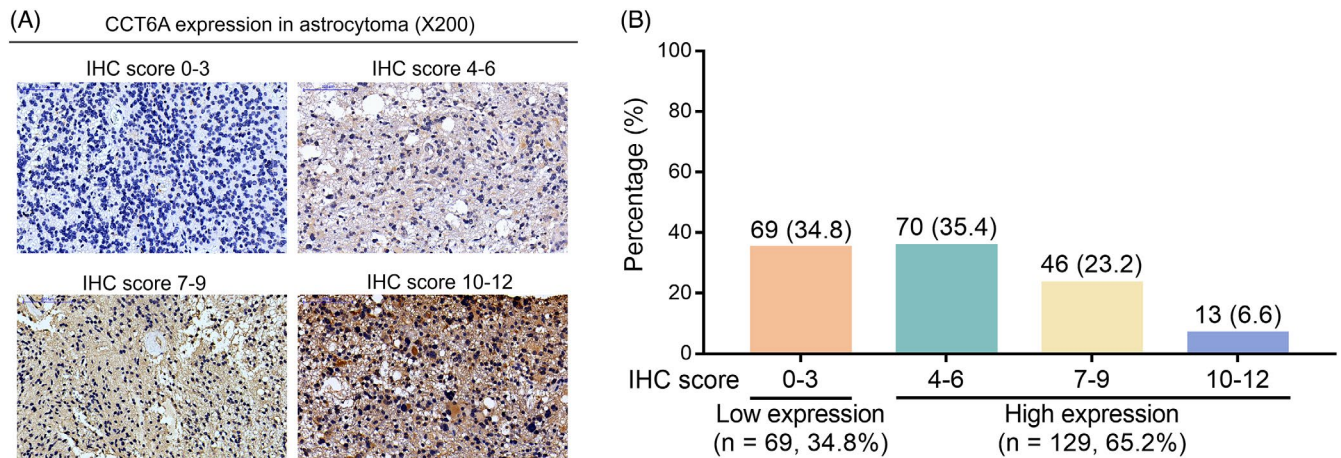 (A)
CCT6A expression in astrocytoma (X200)
IHC score 0-3
IHC score 4-6
IHC score 7-9
IHC score 10-12
(B)
Percentage (%)
100
80
60
40
20
0
69 (34.8)
70 (35.4)
46 (23.2)
13 (6.6)
IHC score 0-3 4-6 7-9 10-12
Low expression
(n = 69, 34.8%)
High expression
(n = 129, 65.2%)